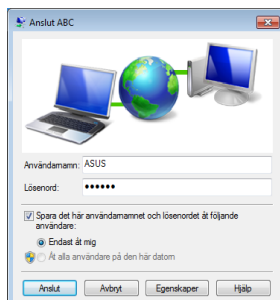 Anslut ABC
Användarnamn: ASUS
Lösenord: ••••••
Spara det här användarnamnet och lösenordet åt följande
användare:
Endast åt mig
Åt alla användare på den här datorn
Anslut Avbryt Egenskaper Hjälp